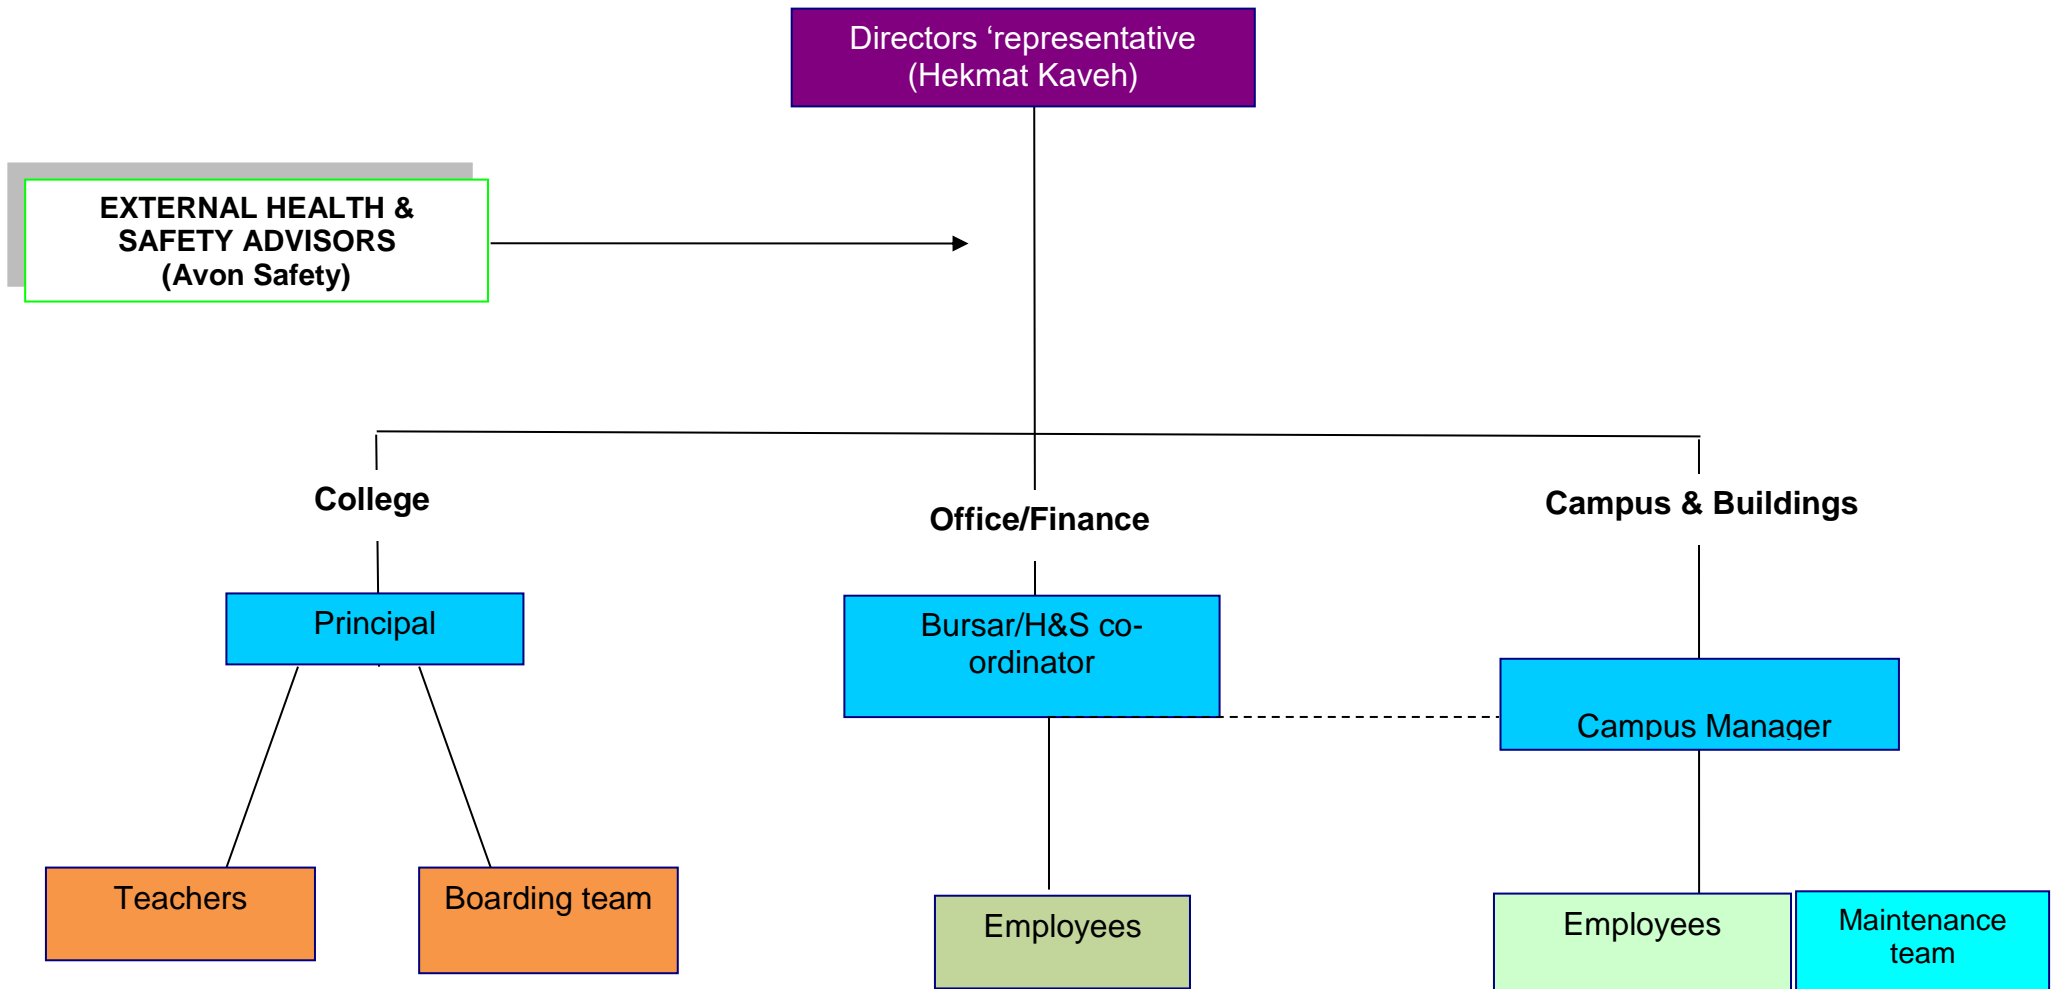 Directors ‘representative
(Hekmat Kaveh)
EXTERNAL HEALTH &
SAFETY ADVISORS
(Avon Safety)
College
Office/Finance
Campus & Buildings
Principal
Bursar/H&S co-
ordinator
Campus Manager
Teachers
Boarding team
Employees
Employees
Maintenance
team